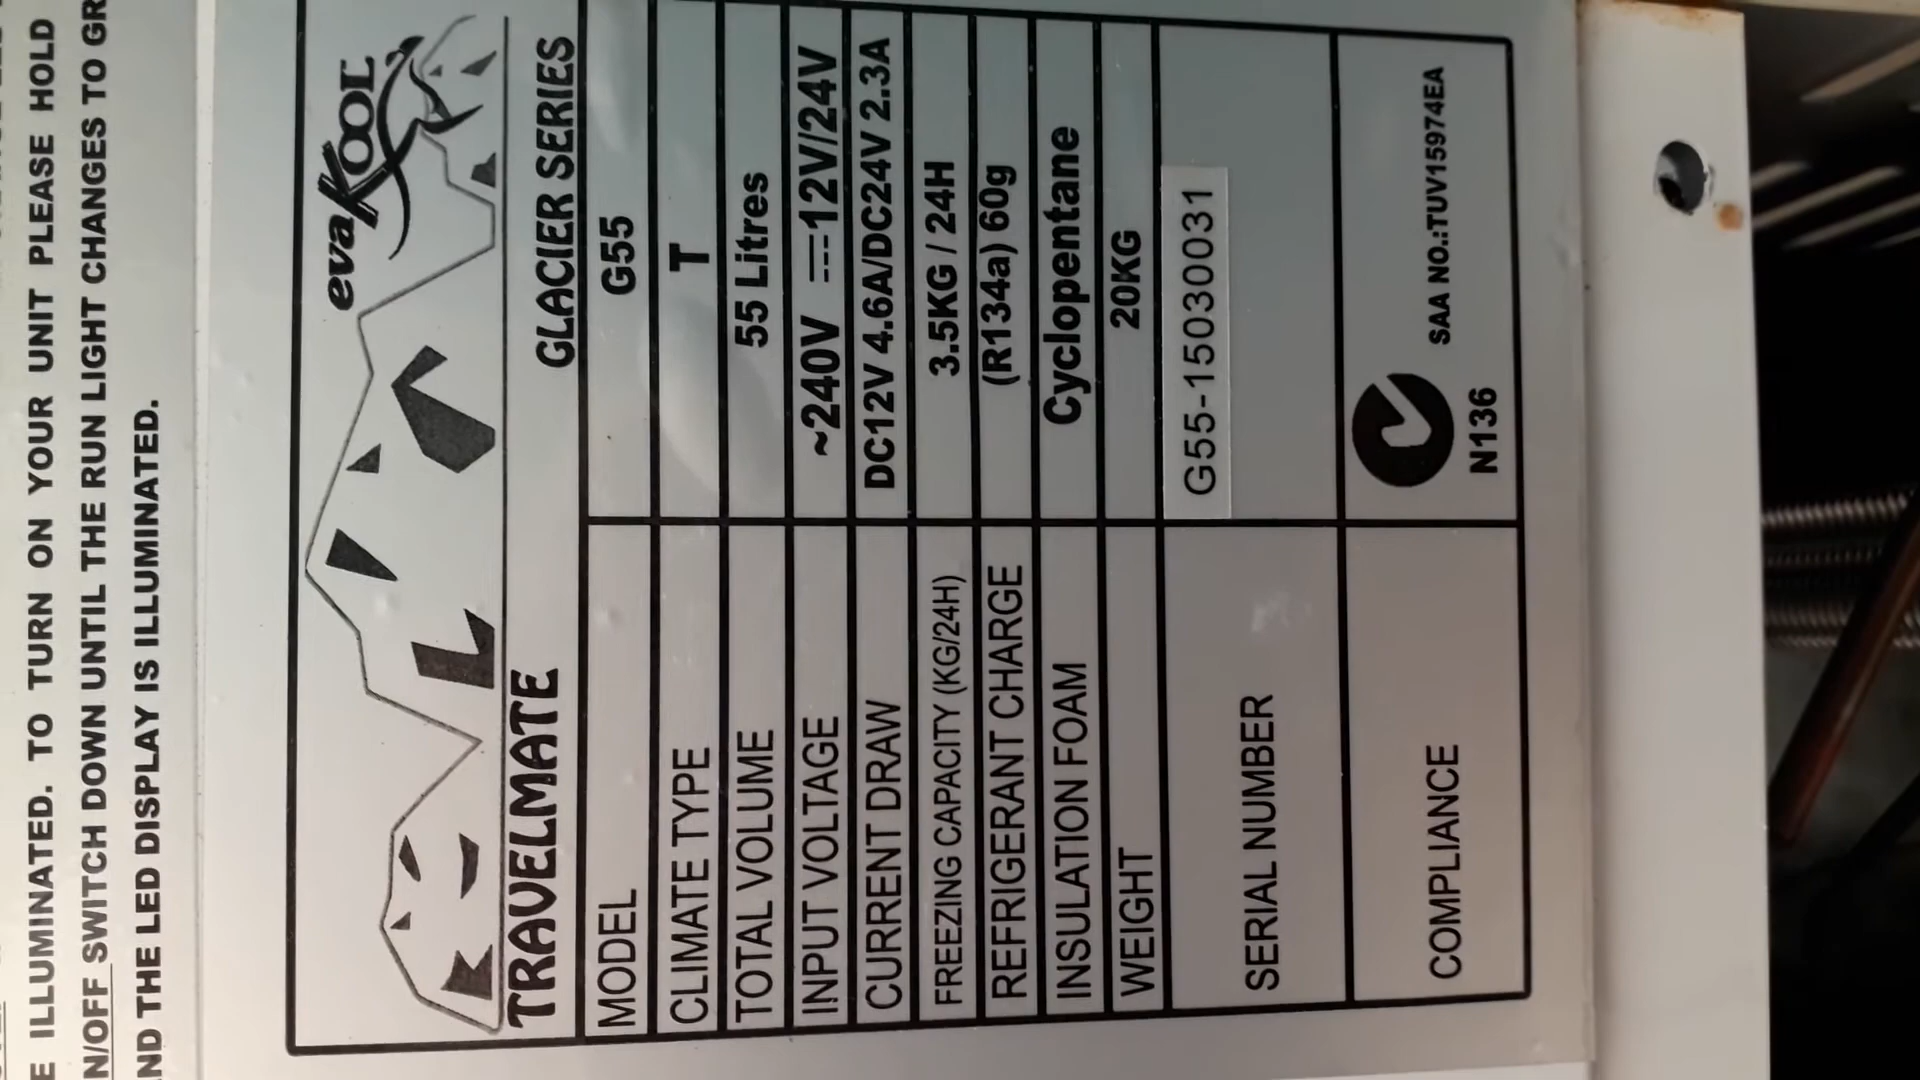 E ILLUMINATED. TO TURN ON YOUR UNIT PLEASE HOLD
N/OFF SWITCH DOWN UNTIL THE RUN LIGHT CHANGES TO GR
AND THE LED DISPLAY IS ILLUMINATED.
evaKOOL
TRAVELMATE GLACIER SERIES
MODEL G55
CLIMATE TYPE T
TOTAL VOLUME 55 Litres
INPUT VOLTAGE ~240V ⎓12V/24V
CURRENT DRAW DC12V 4.6A/DC24V 2.3A
FREEZING CAPACITY (KG/24H) 3.5KG / 24H
REFRIGERANT CHARGE (R134a) 60g
INSULATION FOAM Cyclopentane
WEIGHT 20KG
SERIAL NUMBER G55-15030031
COMPLIANCE SAA NO.:TUV15974EA
N136